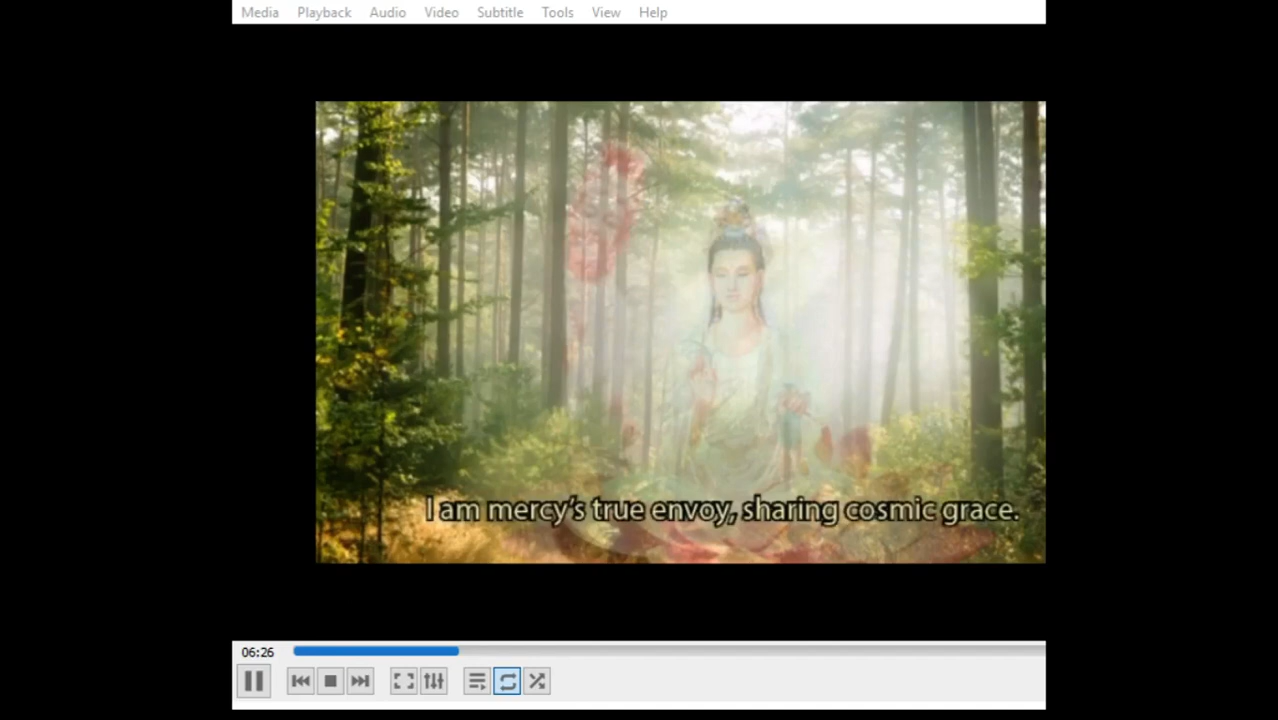 Media Playback Audio Video Subtitle Tools View Help
I am mercy's true envoy, sharing cosmic grace.
06:26